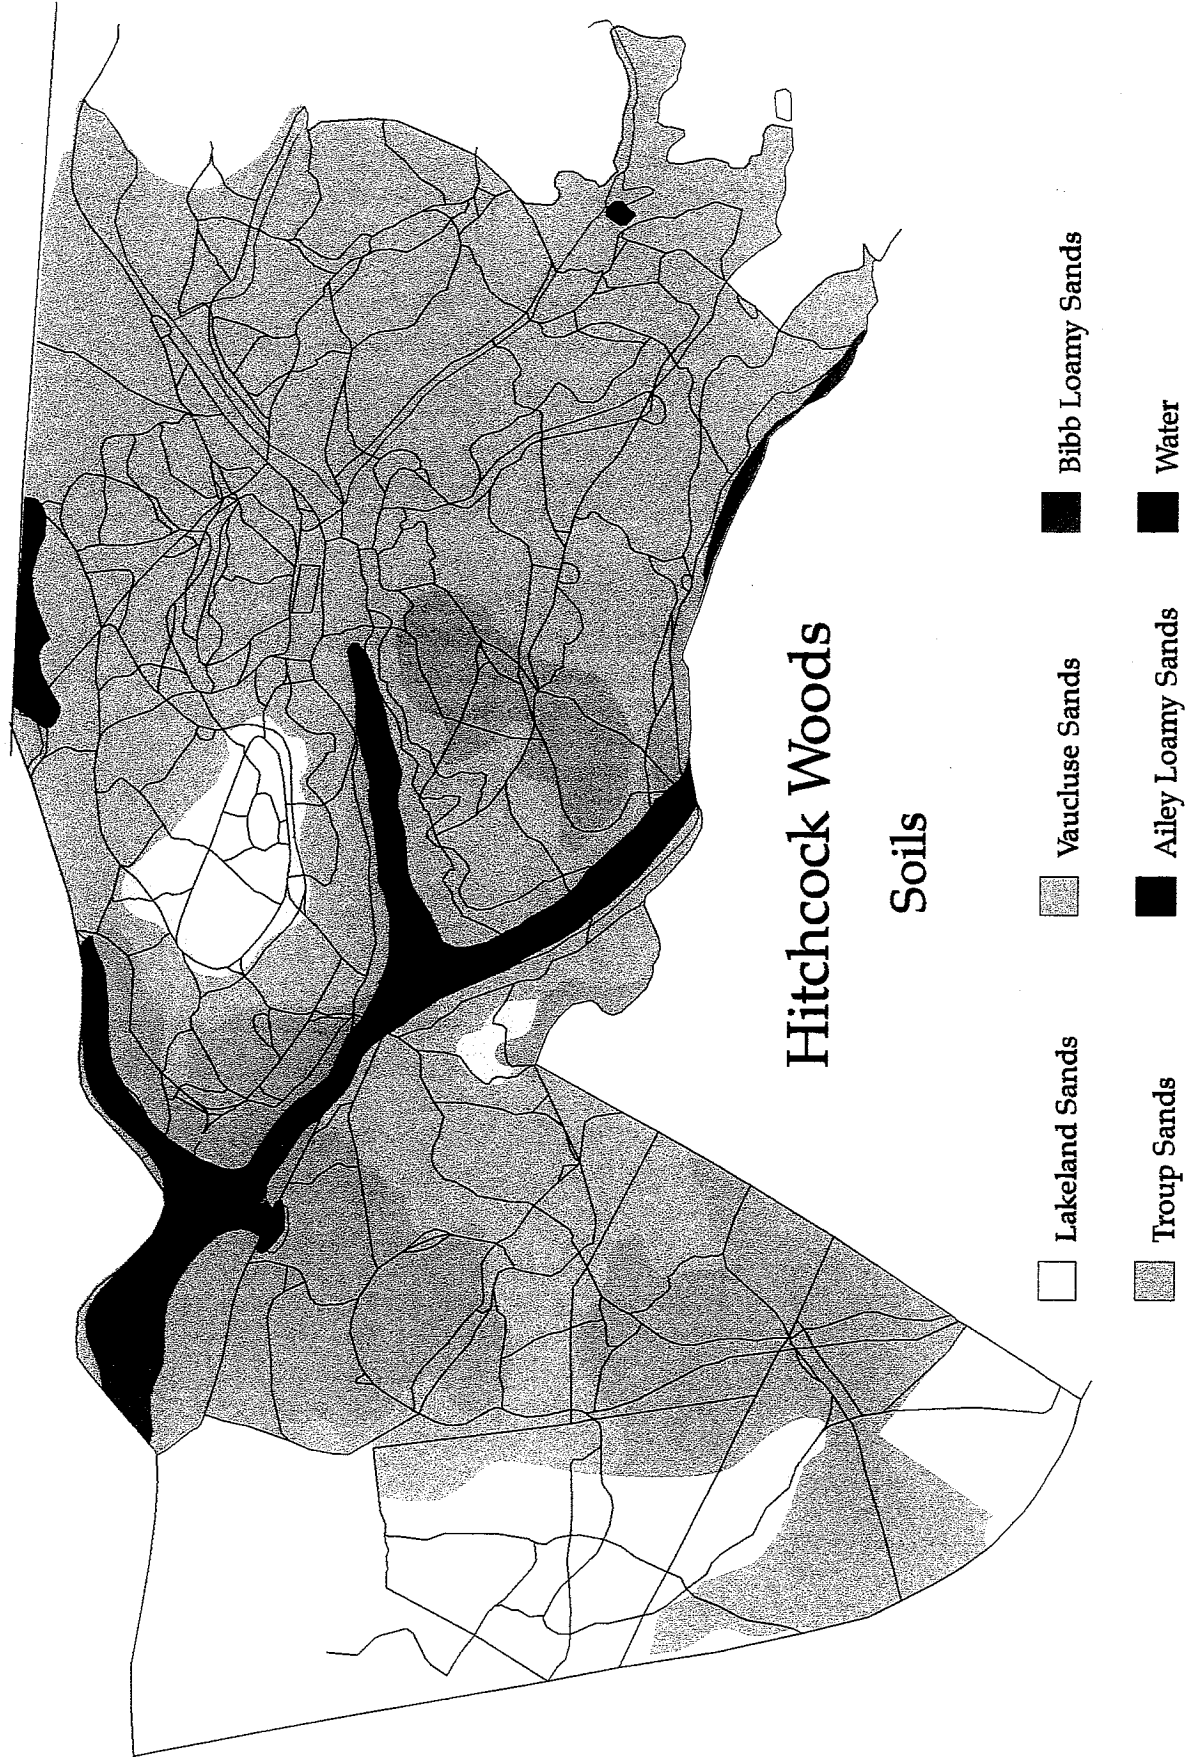 Hitchcock Woods
Soils
Lakeland Sands
Vaucluse Sands
Bibb Loamy Sands
Troup Sands
Ailey Loamy Sands
Water